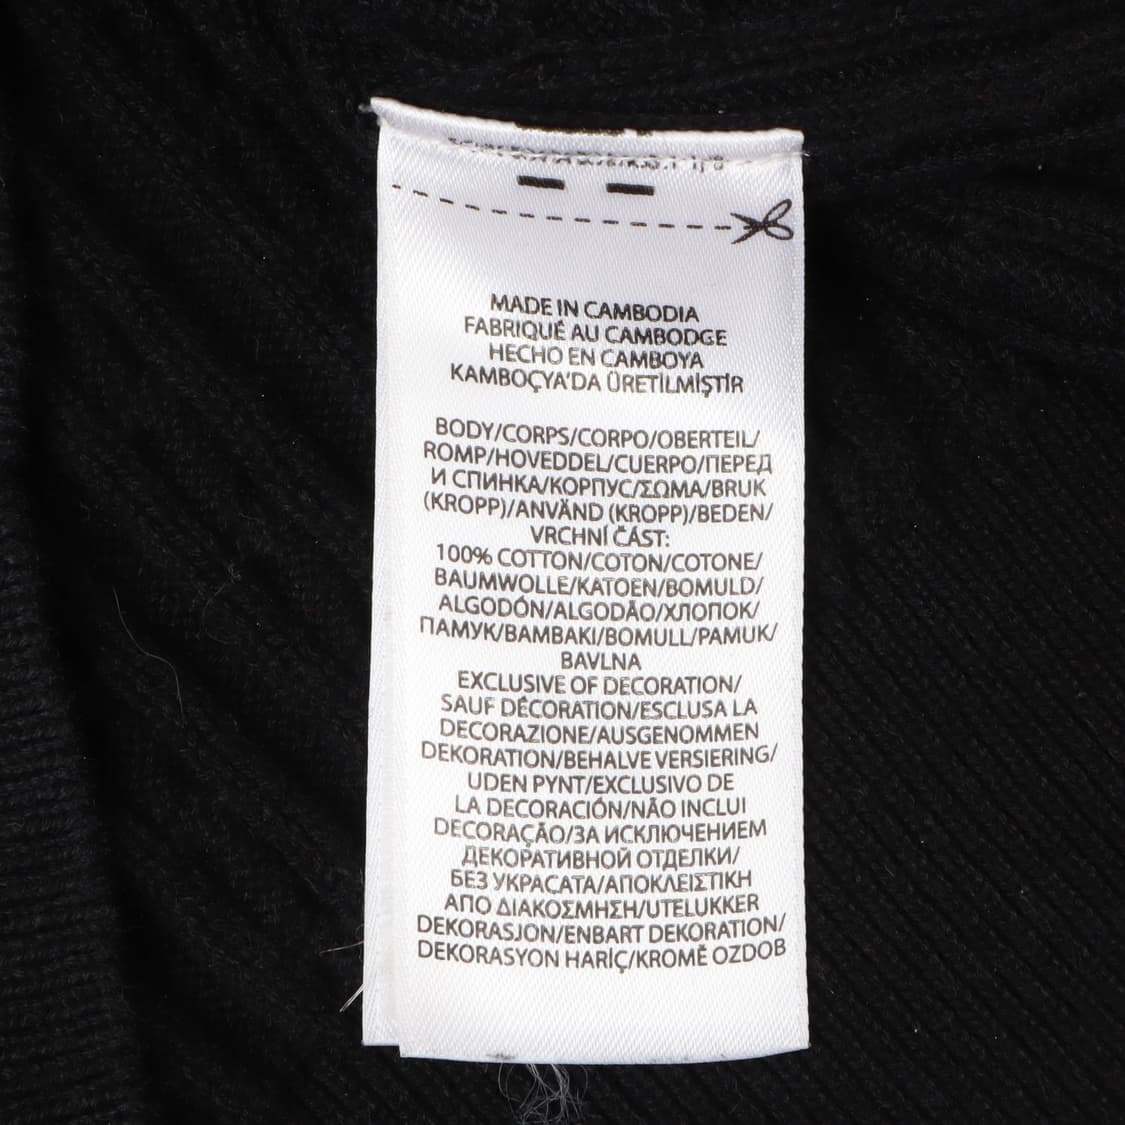 MADE IN CAMBODIA
FABRIQUÉ AU CAMBODGE
HECHO EN CAMBOYA
KAMBOÇYA'DA ÜRETİLMİŞTİR
BODY/CORPS/CORPO/OBERTEIL/
ROMP/HOVEDDEL/CUERPO/ПЕРЕД
И СПИНКА/КОРПУС/ΣΩΜΑ/BRUK
(KROPP)/ANVÄND (KROPP)/BEDEN/
VRCHNÍ ČÁST:
100% COTTON/COTON/COTONE/
BAUMWOLLE/KATOEN/BOMULD/
ALGODÓN/ALGODÃO/ХЛОПОК/
ПАМУК/BAMBAKI/BOMULL/PAMUK/
BAVLNA
EXCLUSIVE OF DECORATION/
SAUF DÉCORATION/ESCLUSA LA
DECORAZIONE/AUSGENOMMEN
DEKORATION/BEHALVE VERSIERING/
UDEN PYNT/EXCLUSIVO DE
LA DECORACIÓN/NÃO INCLUI
DECORAÇÃO/ЗА ИСКЛЮЧЕНИЕМ
ДЕКОРАТИВНОЙ ОТДЕЛКИ/
БЕЗ УКРАСАТА/ΑΠΟΚΛΕΙΣΤΙΚΗ
ΑΠΟ ΔΙΑΚΟΣΜΗΣΗ/UTELUKKER
DEKORASJON/ENBART DEKORATION/
DEKORASYON HARİÇ/KROMĚ OZDOB